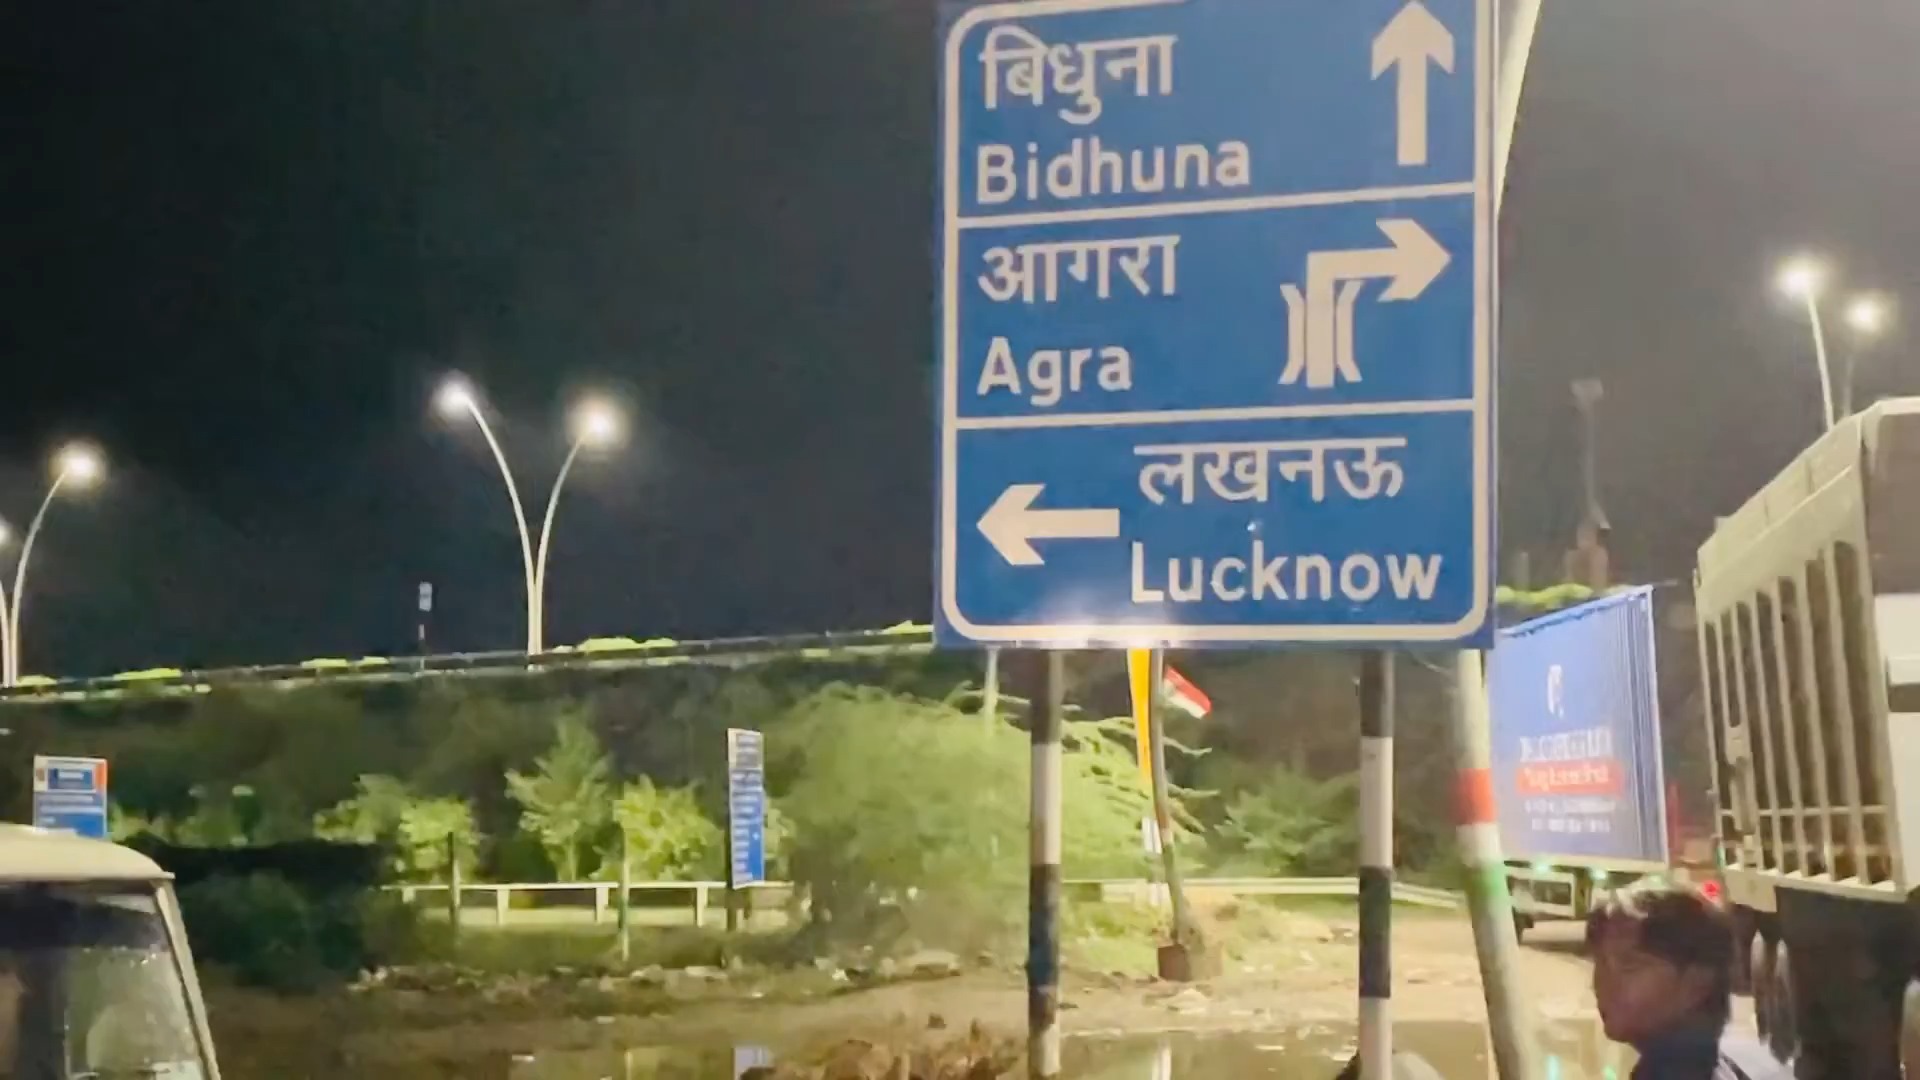 बिधुना
Bidhuna
आगरा
Agra
लखनऊ
Lucknow